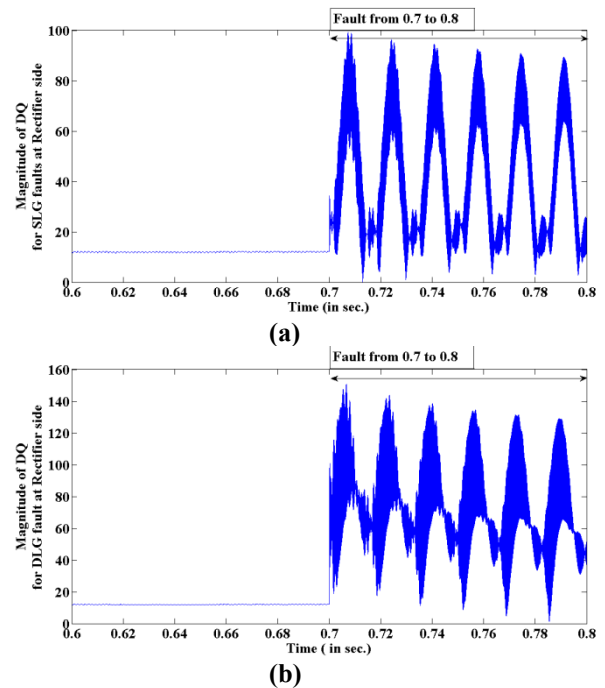 Fault from 0.7 to 0.8
Magnitude of DQ
for SLG faults at Rectifier side
100
80
60
40
20
0
0.6 0.62 0.64 0.66 0.68 0.7 0.72 0.74 0.76 0.78 0.8
Time (in sec.)
(a)
Fault from 0.7 to 0.8
Magnitude of DQ
for DLG fault at Rectifier side
160
140
120
100
80
60
40
20
0
0.6 0.62 0.64 0.66 0.68 0.7 0.72 0.74 0.76 0.78 0.8
Time ( in sec.)
(b)